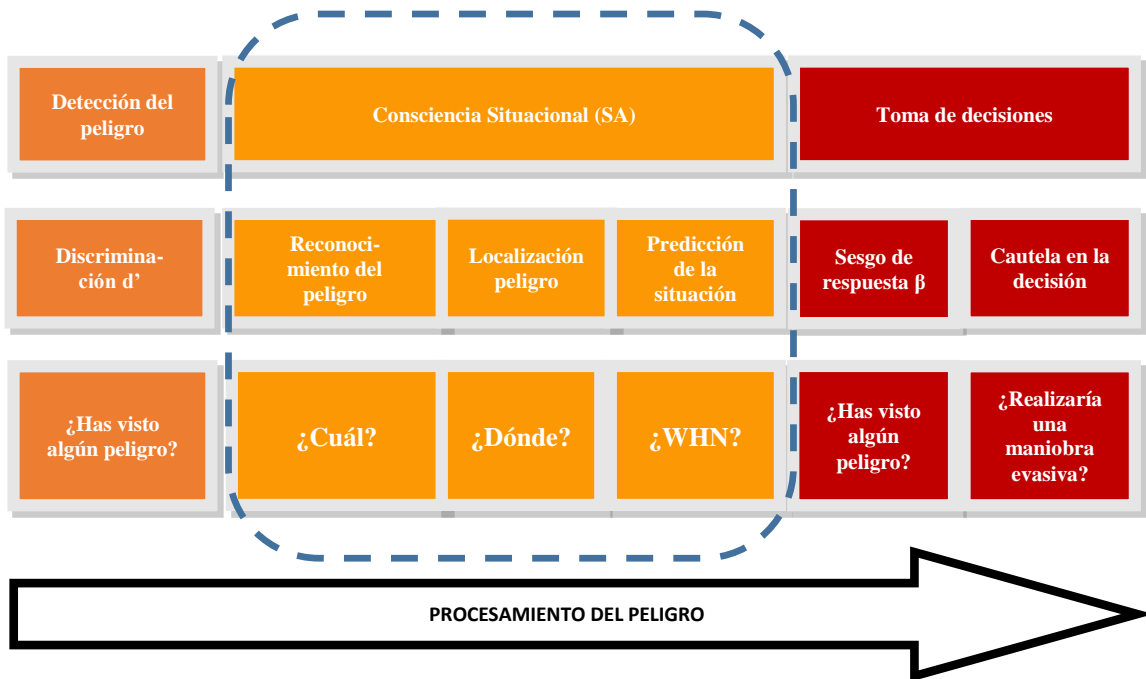 Detección del
peligro
Consciencia Situacional (SA)
Toma de decisiones
Discrimina-
ción d’
Reconoci-
miento del
peligro
Localización
peligro
Predicción
de la
situación
Sesgo de
respuesta β
Cautela en la
decisión
¿Has visto
algún peligro?
¿Cuál?
¿Dónde?
¿WHN?
¿Has visto
algún
peligro?
¿Realizaría
una
maniobra
evasiva?
PROCESAMIENTO DEL PELIGRO